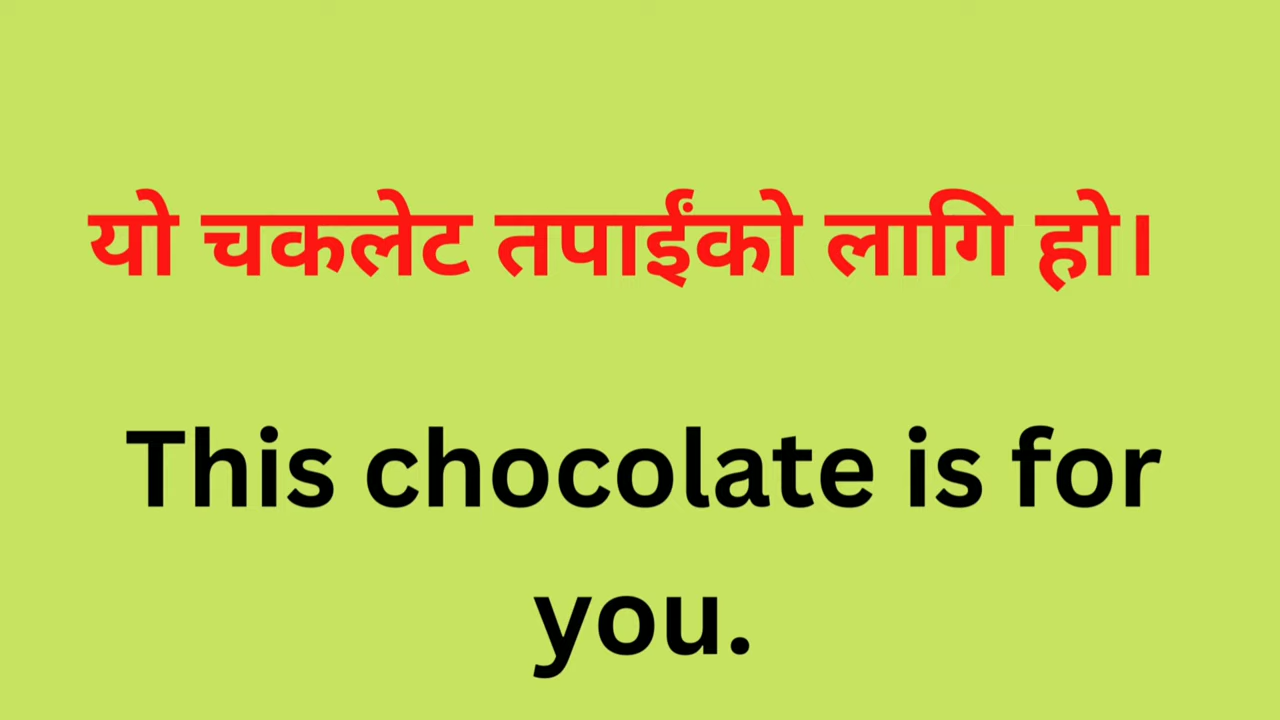 यो चकलेट तपाईंको लागि हो।
This chocolate is for
you.